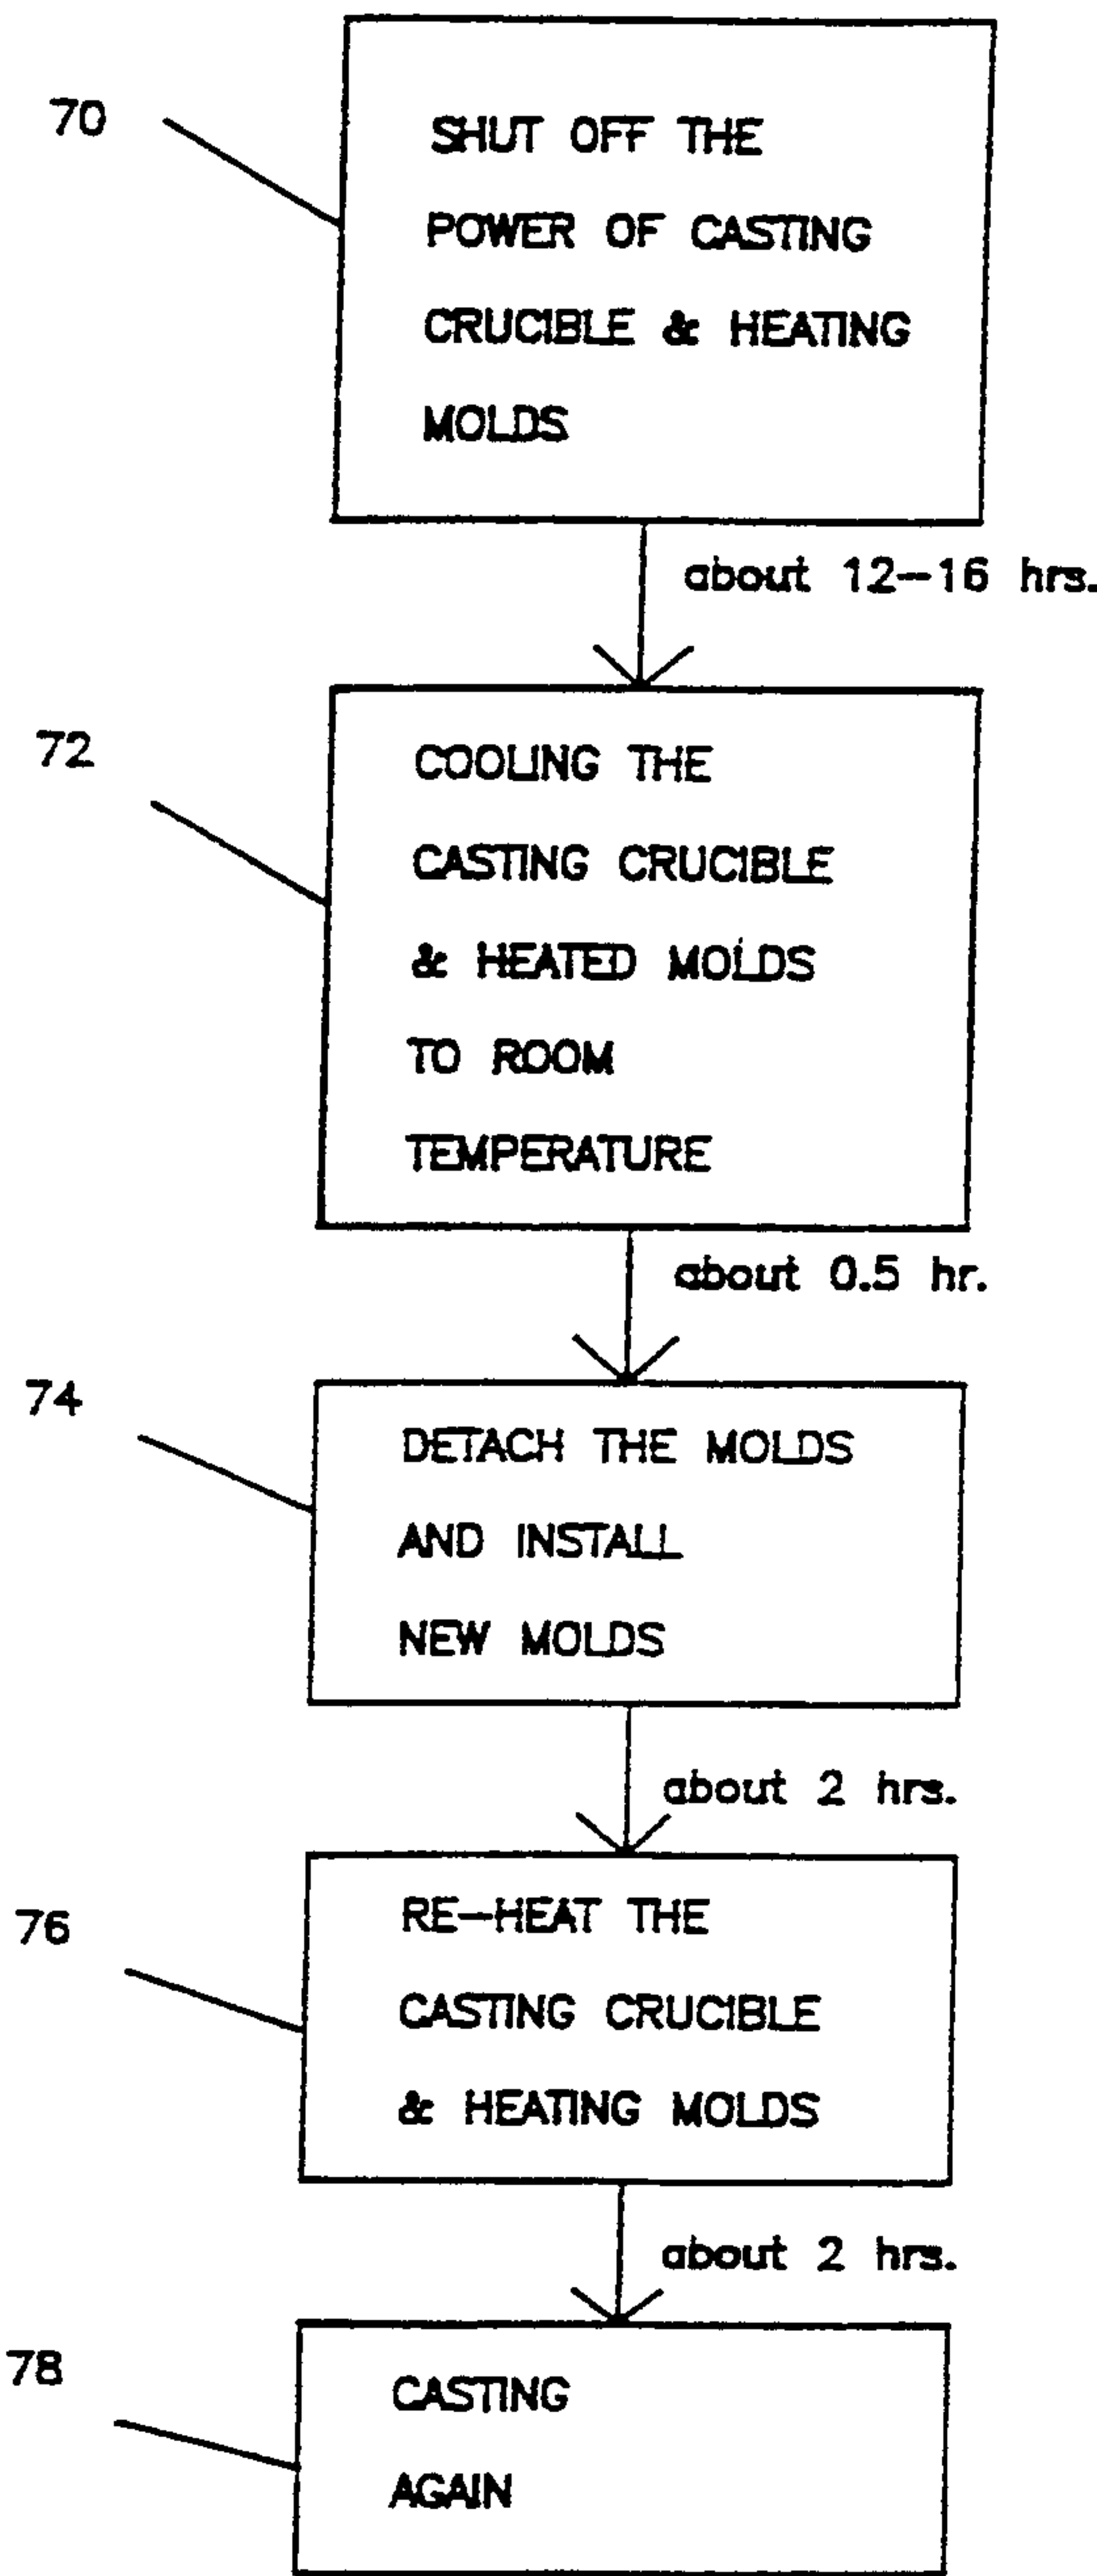 70
SHUT OFF THE
POWER OF CASTING
CRUCIBLE & HEATING
MOLDS
about 12-16 hrs.
72
COOLING THE
CASTING CRUCIBLE
& HEATED MOLDS
TO ROOM
TEMPERATURE
about 0.5 hr.
74
DETACH THE MOLDS
AND INSTALL
NEW MOLDS
about 2 hrs.
76
RE-HEAT THE
CASTING CRUCIBLE
& HEATING MOLDS
about 2 hrs.
78
CASTING
AGAIN